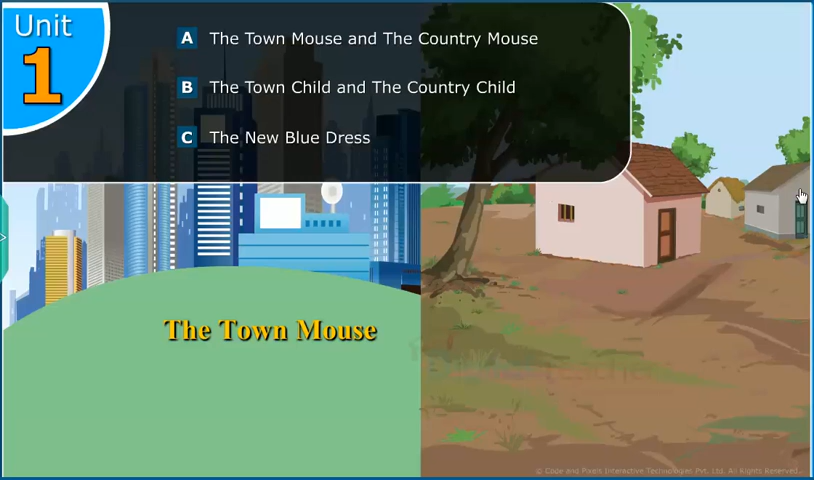 Unit
1
A The Town Mouse and The Country Mouse
B The Town Child and The Country Child
C The New Blue Dress
The Town Mouse
teacher
© Code and Pixels Interactive Technologies Pvt. Ltd. All Rights Reserved.